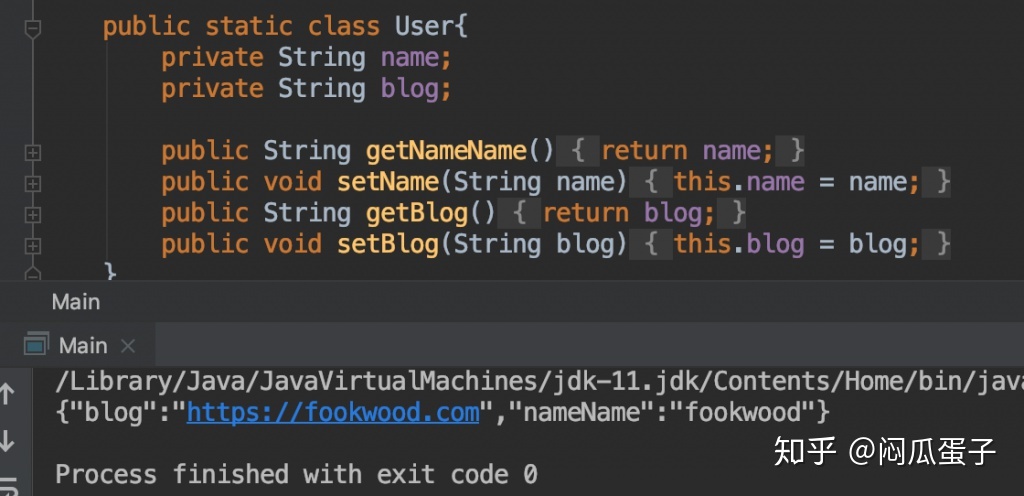 public static class User{
private String name;
private String blog;
public String getNameName() { return name; }
public void setName(String name) { this.name = name; }
public String getBlog() { return blog; }
public void setBlog(String blog) { this.blog = blog; }
}
Main
Main
/Library/Java/JavaVirtualMachines/jdk-11.jdk/Contents/Home/bin/java
{"blog":"https://fookwood.com","nameName":"fookwood"}
Process finished with exit code 0
知乎 @闷瓜蛋子